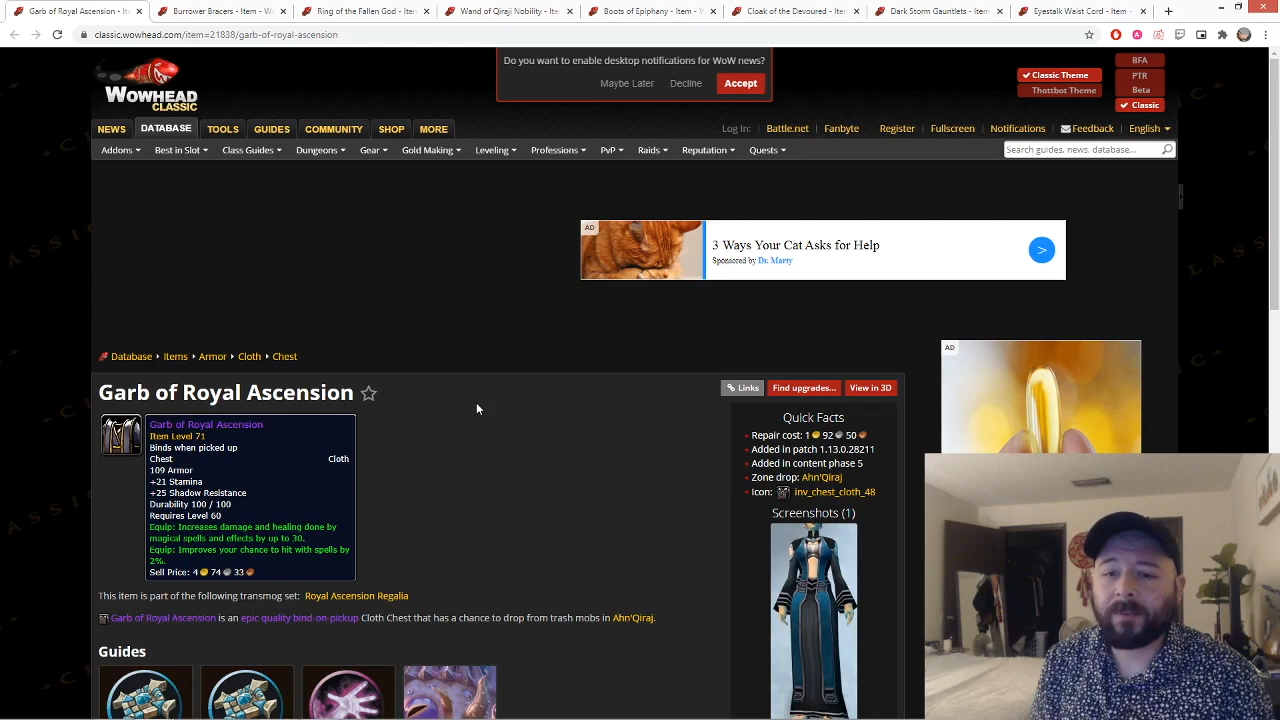 Garb of Royal Ascension - Ite
Burrower Bracers - Item - W
Ring of the Fallen God - Item
Wand of Qiraji Nobility - Item
Boots of Epiphany - Item - W
Cloak of the Devoured - Item
Dark Storm Gauntlets - Item
Eyestalk Waist Cord - Item -
classic.wowhead.com/item=21838/garb-of-royal-ascension
Do you want to enable desktop notifications for WoW news?
Maybe Later Decline Accept
WOWHEAD
CLASSIC
Classic Theme
Thottbot Theme
BFA
PTR
Beta
Classic
NEWS DATABASE TOOLS GUIDES COMMUNITY SHOP MORE
Log In: Battle.net Fanbyte Register Fullscreen Notifications Feedback English
Addons Best in Slot Class Guides Dungeons Gear Gold Making Leveling Professions PvP Raids Reputation Quests
Search guides, news, database...
AD
3 Ways Your Cat Asks for Help
Sponsored by Dr. Marty
AD
Database Items Armor Cloth Chest
Garb of Royal Ascension
Links Find upgrades... View in 3D
Garb of Royal Ascension
Item Level 71
Binds when picked up
Chest Cloth
109 Armor
+21 Stamina
+25 Shadow Resistance
Durability 100 / 100
Requires Level 60
Equip: Increases damage and healing done by
magical spells and effects by up to 30.
Equip: Improves your chance to hit with spells by
2%.
Sell Price: 4 74 33
This item is part of the following transmog set: Royal Ascension Regalia
Garb of Royal Ascension is an epic quality bind-on-pickup Cloth Chest that has a chance to drop from trash mobs in Ahn'Qiraj.
Guides
Quick Facts
Repair cost: 1 92 50
Added in patch 1.13.0.28211
Added in content phase 5
Zone drop: Ahn'Qiraj
Icon: inv_chest_cloth_48
Screenshots (1)